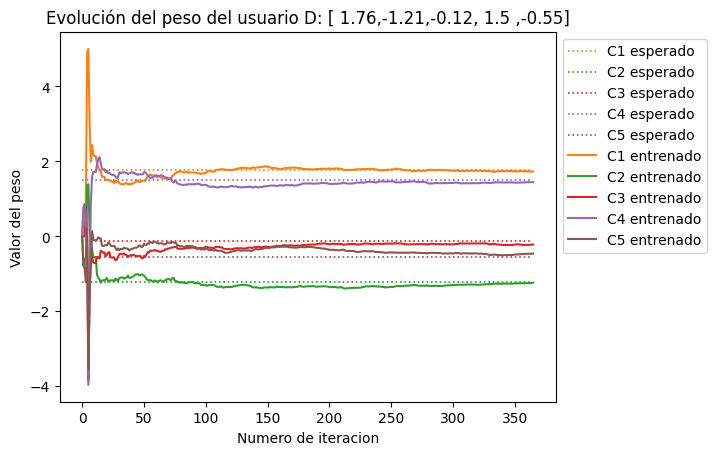 Evolución del peso del usuario D: [ 1.76,-1.21,-0.12, 1.5 ,-0.55]
C1 esperado
C2 esperado
C3 esperado
C4 esperado
C5 esperado
C1 entrenado
C2 entrenado
C3 entrenado
C4 entrenado
C5 entrenado
Valor del peso
4
2
0
−2
−4
0 50 100 150 200 250 300 350
Numero de iteracion